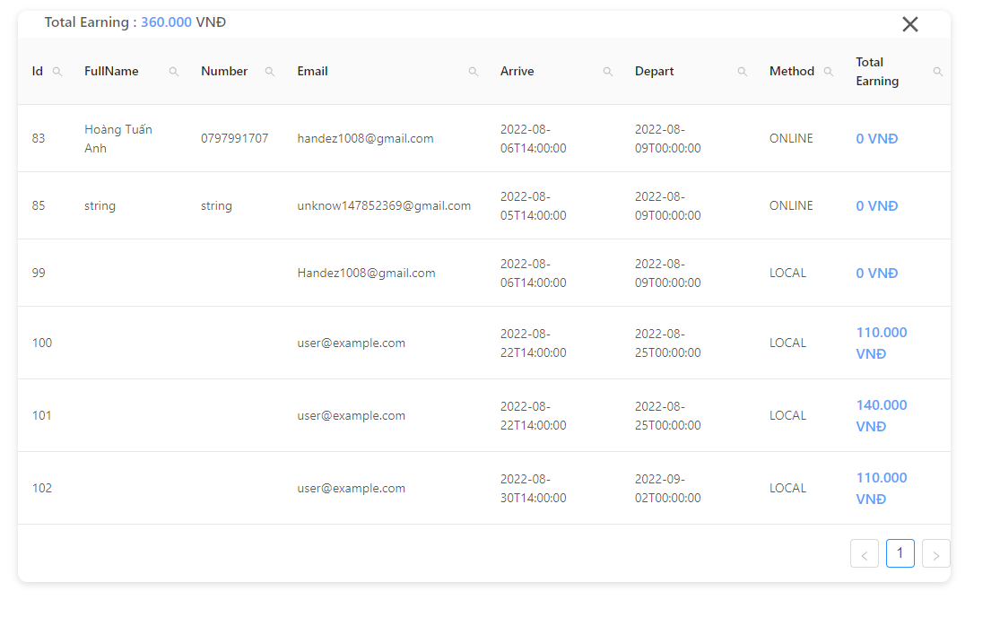 Total Earning : 360.000 VNĐ
Id FullName Number Email Arrive Depart Method Total Earning
83 Hoàng Tuấn Anh 0797991707 handez1008@gmail.com 2022-08-06T14:00:00 2022-08-09T00:00:00 ONLINE 0 VNĐ
85 string string unknow147852369@gmail.com 2022-08-05T14:00:00 2022-08-09T00:00:00 ONLINE 0 VNĐ
99 Handez1008@gmail.com 2022-08-06T14:00:00 2022-08-09T00:00:00 LOCAL 0 VNĐ
100 user@example.com 2022-08-22T14:00:00 2022-08-25T00:00:00 LOCAL 110.000 VNĐ
101 user@example.com 2022-08-22T14:00:00 2022-08-25T00:00:00 LOCAL 140.000 VNĐ
102 user@example.com 2022-08-30T14:00:00 2022-09-02T00:00:00 LOCAL 110.000 VNĐ
< 1 >